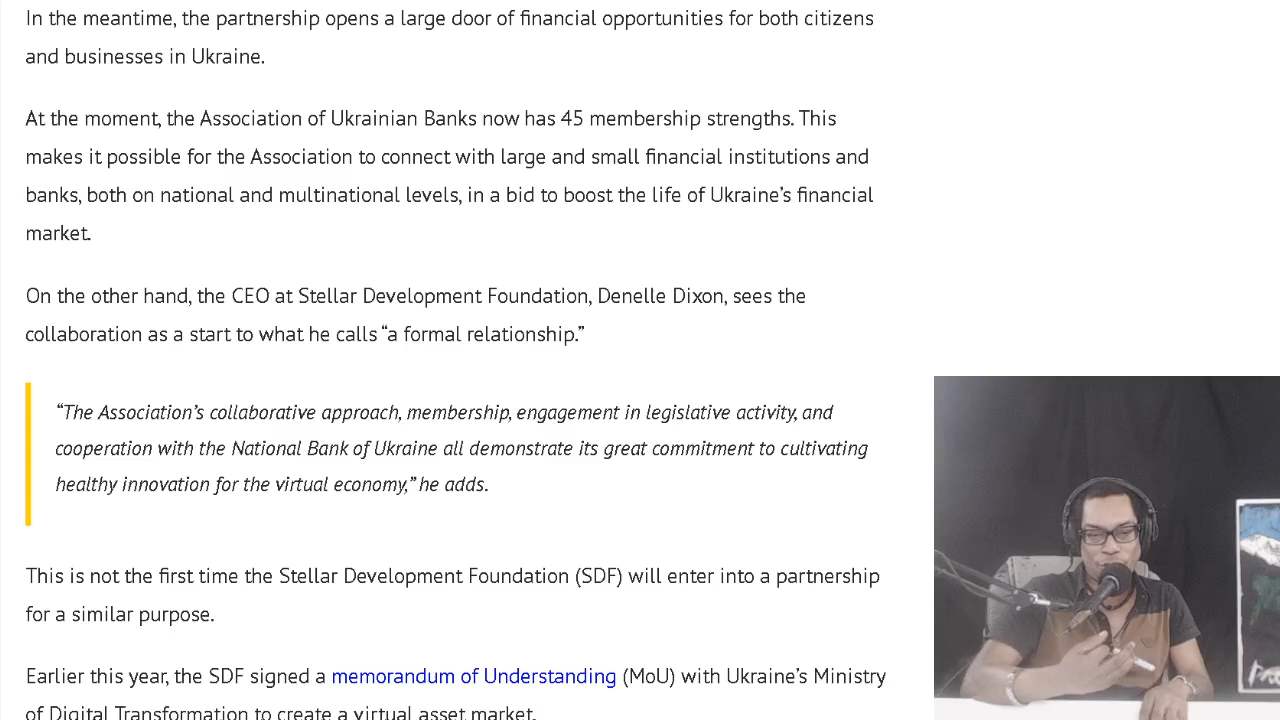 In the meantime, the partnership opens a large door of financial opportunities for both citizens
and businesses in Ukraine.
At the moment, the Association of Ukrainian Banks now has 45 membership strengths. This
makes it possible for the Association to connect with large and small financial institutions and
banks, both on national and multinational levels, in a bid to boost the life of Ukraine’s financial
market.
On the other hand, the CEO at Stellar Development Foundation, Denelle Dixon, sees the
collaboration as a start to what he calls “a formal relationship.”
“The Association’s collaborative approach, membership, engagement in legislative activity, and
cooperation with the National Bank of Ukraine all demonstrate its great commitment to cultivating
healthy innovation for the virtual economy,” he adds.
This is not the first time the Stellar Development Foundation (SDF) will enter into a partnership
for a similar purpose.
Earlier this year, the SDF signed a memorandum of Understanding (MoU) with Ukraine’s Ministry
of Digital Transformation to create a virtual asset market.